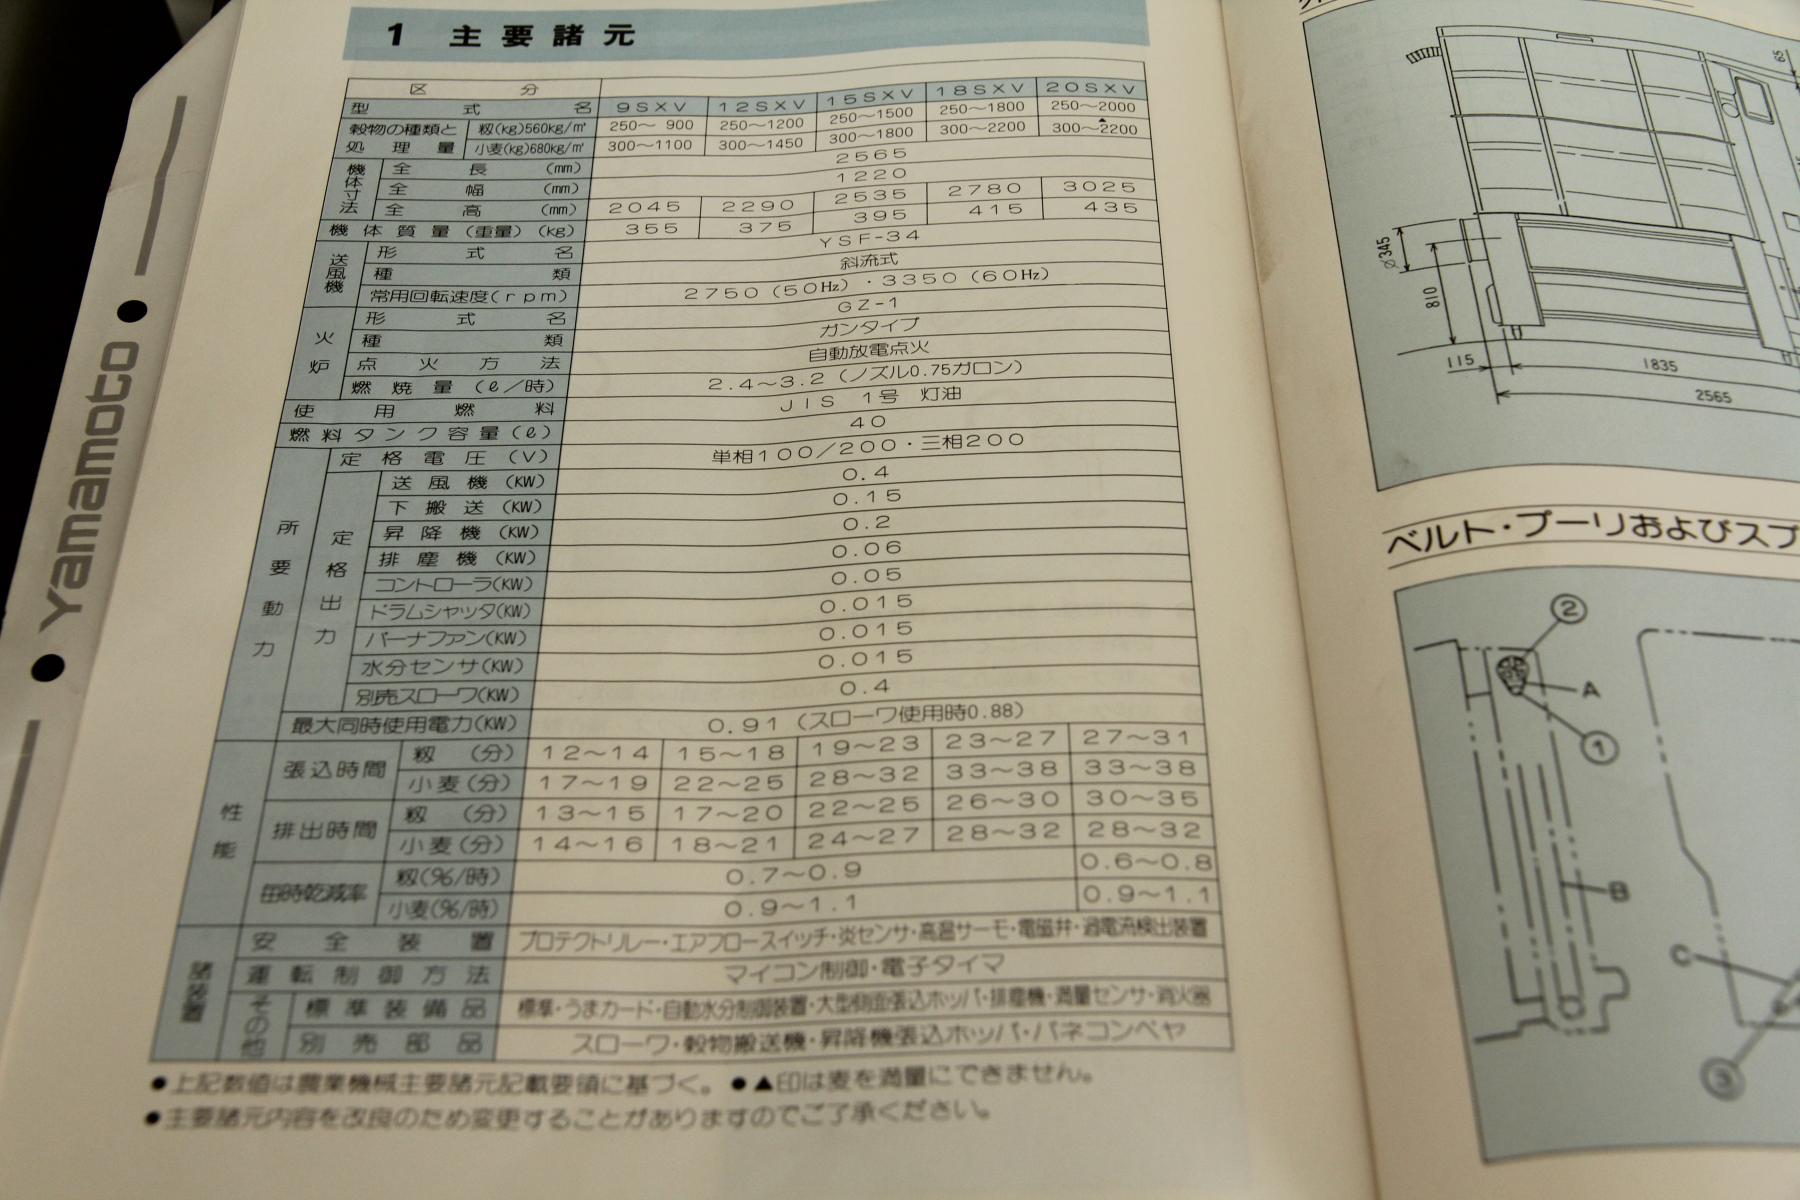 1 主要諸元
区分
型式名 9SXV 12SXV 15SXV 18SXV 20SXV
穀物の種類と処理量 籾(kg)560kg/㎥ 250〜900 250〜1200 250〜1500 250〜1800 250〜2000
小麦(kg)680kg/㎥ 300〜1100 300〜1450 300〜1800 300〜2200 300〜▲2200
機体寸法 全長(mm) 2565
全幅(mm) 1220
全高(mm) 2045 2290 2535 2780 3025
機体質量(重量)(kg) 355 375 395 415 435
送風機 形式名 YSF-34
種類 斜流式
常用回転速度(rpm) 2750(50Hz)・3350(60Hz)
火炉 形式名 GZ-1
種類 ガンタイプ
点火方法 自動放電点火
燃焼量(ℓ/時) 2.4〜3.2(ノズル0.75ガロン)
使用燃料 JIS 1号 灯油
燃料タンク容量(ℓ) 40
所要動力 定格電圧(V) 単相100/200・三相200
定格出力 送風機(KW) 0.4
下搬送(KW) 0.15
昇降機(KW) 0.2
排塵機(KW) 0.06
コントローラ(KW) 0.05
ドラムシャッタ(KW) 0.015
バーナファン(KW) 0.015
水分センサ(KW) 0.015
別売スローワ(KW) 0.4
最大同時使用電力(KW) 0.91(スローワ使用時0.88)
性能 張込時間 籾(分) 12〜14 15〜18 19〜23 23〜27 27〜31
小麦(分) 17〜19 22〜25 28〜32 33〜38 33〜38
排出時間 籾(分) 13〜15 17〜20 22〜25 26〜30 30〜35
小麦(分) 14〜16 18〜21 24〜27 28〜32 28〜32
毎時乾減率 籾(%/時) 0.7〜0.9 0.6〜0.8
小麦(%/時) 0.9〜1.1 0.9〜1.1
諸装置 安全装置 プロテクトリレー・エアフロースイッチ・炎センサ・高温サーモ・電磁弁・過電流検出装置
運転制御方法 マイコン制御・電子タイマ
その他 標準装備品 標準・うまカード・自動水分制御装置・大型側面張込ホッパ・排塵機・満量センサ・消火器
別売部品 スローワ・穀物搬送機・昇降機張込ホッパ・バネコンベヤ
●上記数値は農業機械主要諸元記載要領に基づく。 ●▲印は麦を満量にできません。
●主要諸元内容を改良のため変更することがありますのでご了承ください。
Yamamoto
65
ø345
810
115
1835
2565
ベルト・プーリおよびスプ
②
A
①
B
C
③